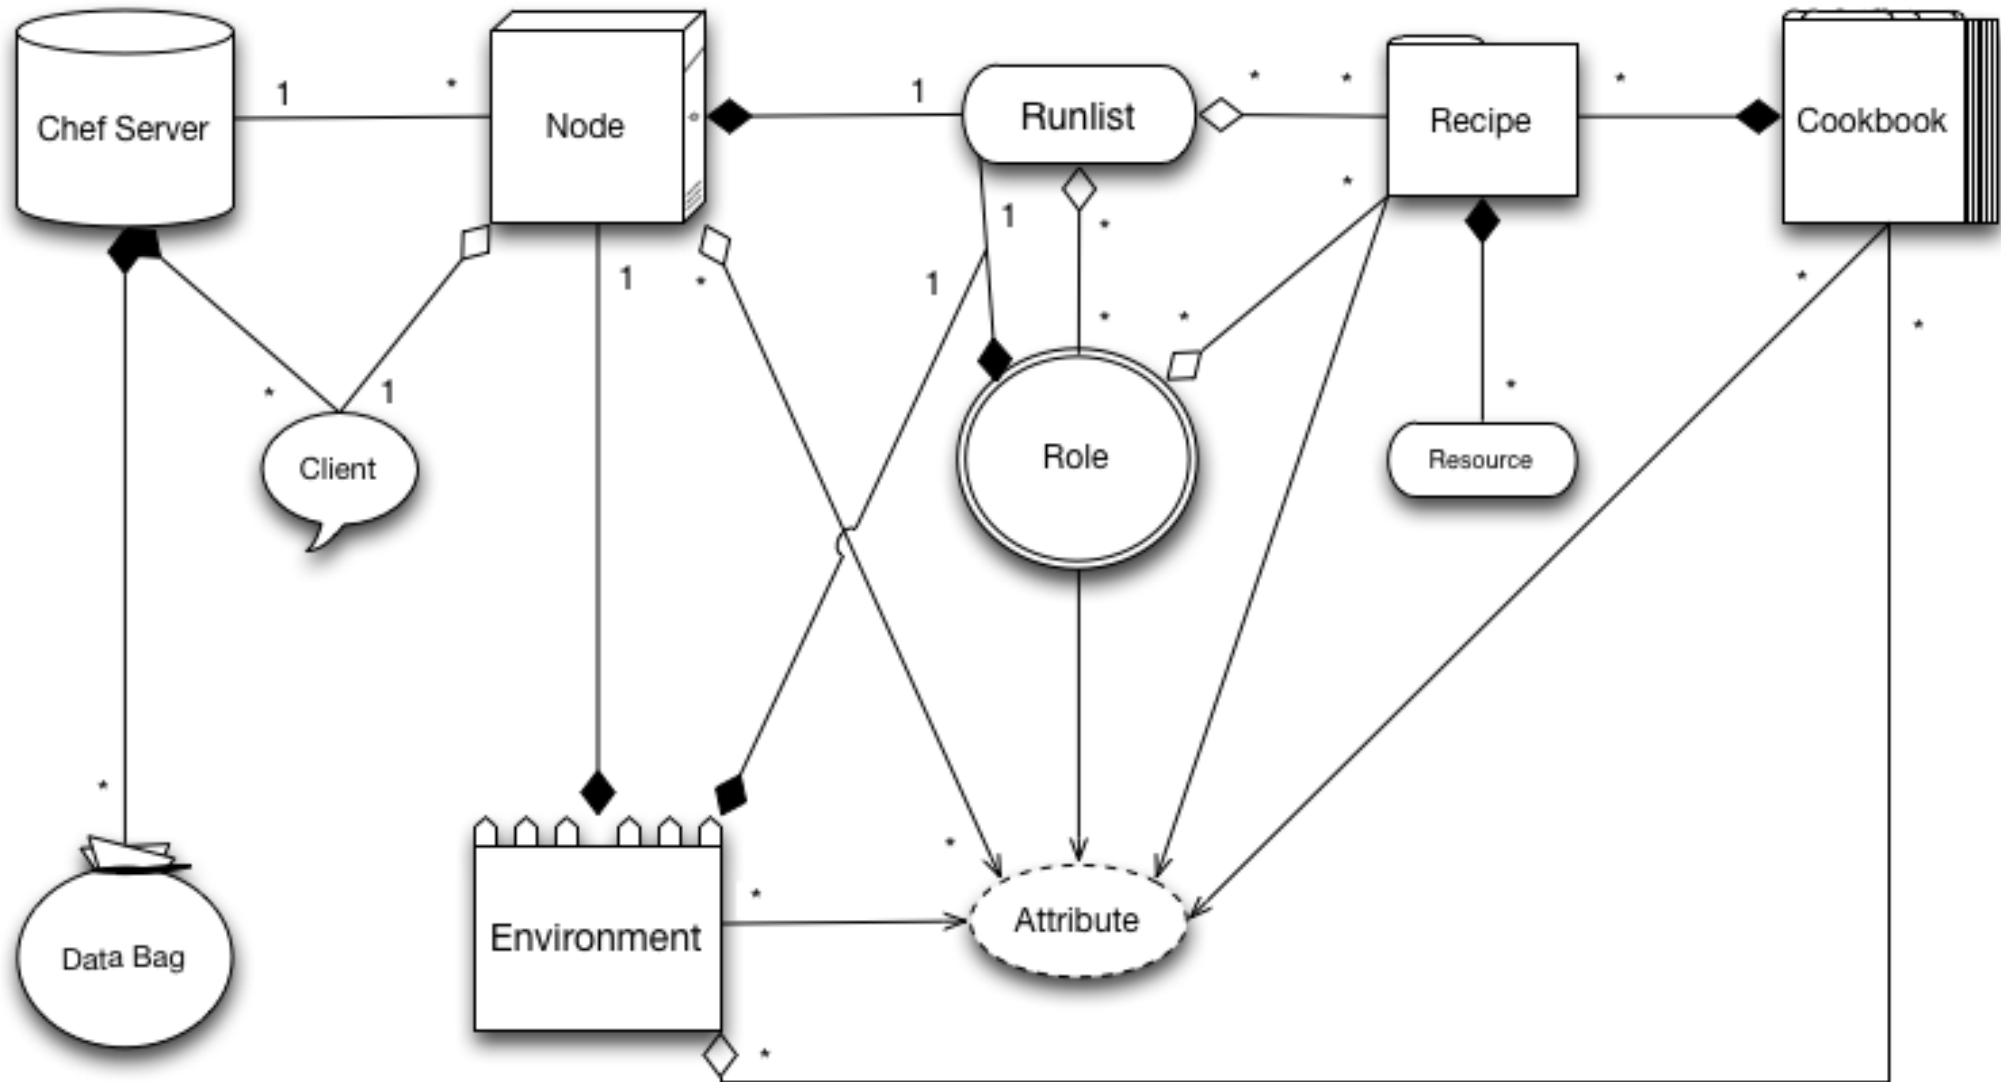 1
*
1
*
*
*
Chef Server
Node
Runlist
Recipe
Cookbook
*
1
*
1
*
1
*
*
*
*
*
*
1
*
Client
Role
Resource
*
*
*
Data Bag
Environment
Attribute
*